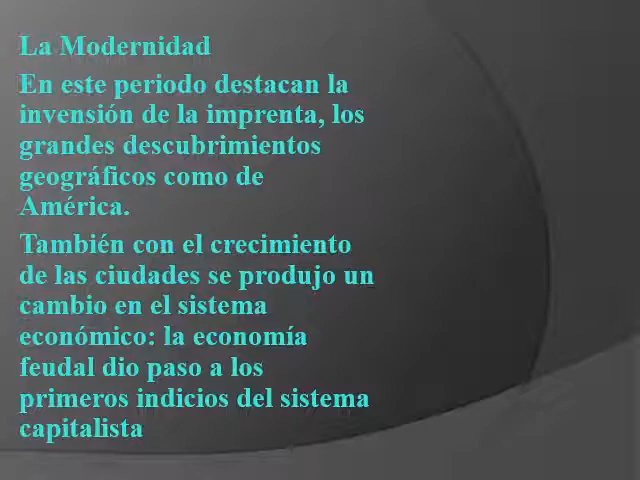 La Modernidad
En este periodo destacan la
invensión de la imprenta, los
grandes descubrimientos
geográficos como de
América.
También con el crecimiento
de las ciudades se produjo un
cambio en el sistema
económico: la economía
feudal dio paso a los
primeros indicios del sistema
capitalista